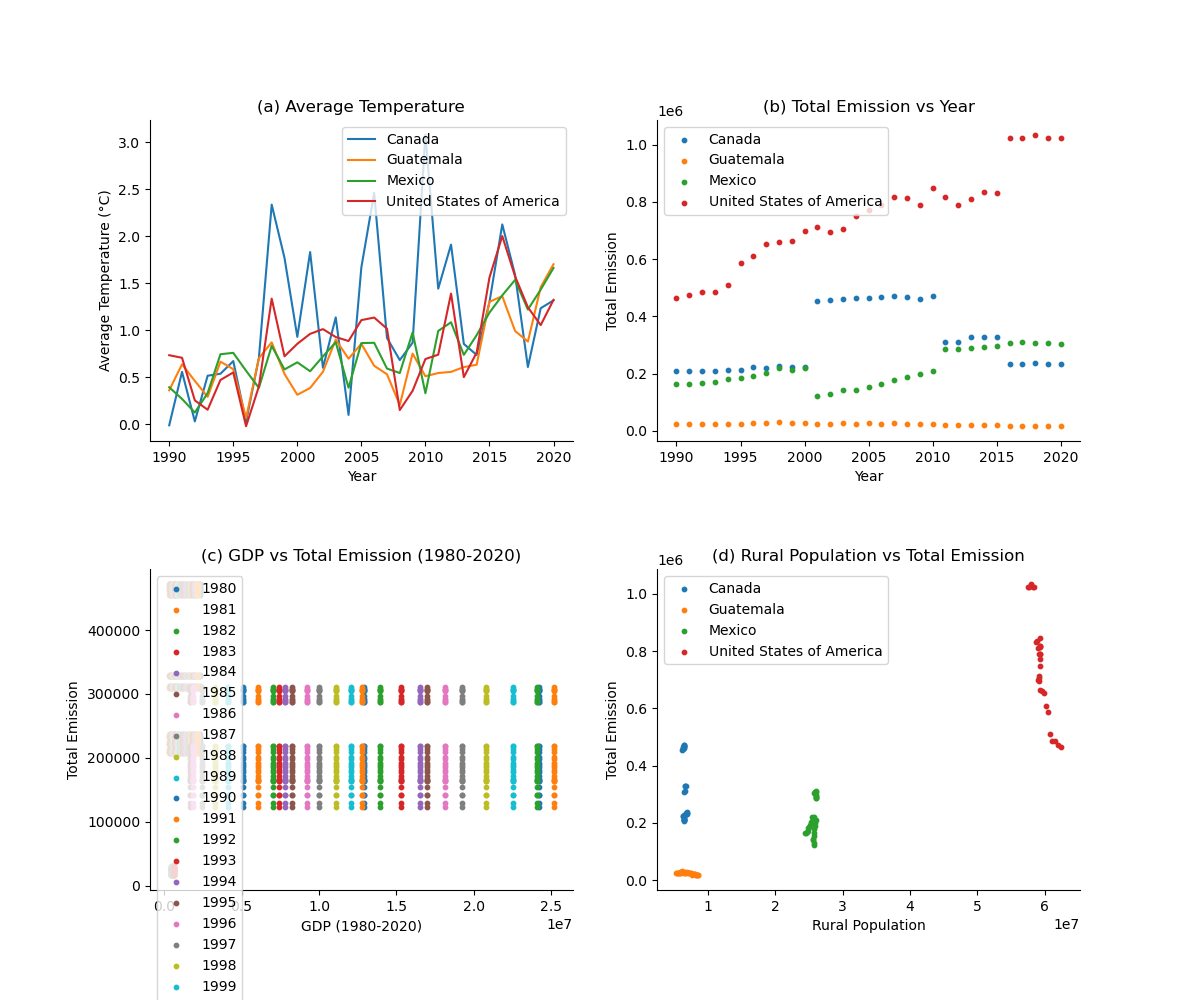 (a) Average Temperature
Average Temperature (°C)
3.0
2.5
2.0
1.5
1.0
0.5
0.0
Canada
Guatemala
Mexico
United States of America
1990 1995 2000 2005 2010 2015 2020
Year
(b) Total Emission vs Year
1e6
Total Emission
1.0
0.8
0.6
0.4
0.2
0.0
Canada
Guatemala
Mexico
United States of America
1990 1995 2000 2005 2010 2015 2020
Year
(c) GDP vs Total Emission (1980-2020)
Total Emission
400000
300000
200000
100000
0
1980
1981
1982
1983
1984
1985
1986
1987
1988
1989
1990
1991
1992
1993
1994
1995
1996
1997
1998
1999
0.0 0.5 1.0 1.5 2.0 2.5
1e7
GDP (1980-2020)
(d) Rural Population vs Total Emission
1e6
Total Emission
1.0
0.8
0.6
0.4
0.2
0.0
Canada
Guatemala
Mexico
United States of America
1 2 3 4 5 6
1e7
Rural Population